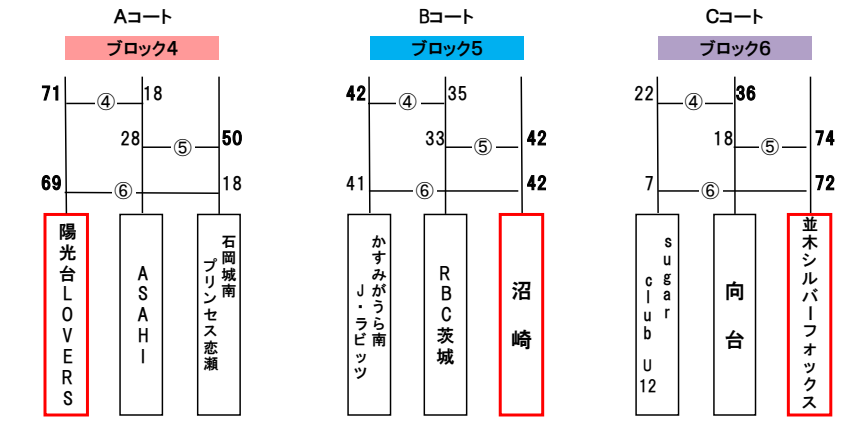 Aコート
ブロック4
71 ④ 18
28 ⑤ 50
69 ⑥ 18
陽光台LOVERS
ASAHI
石岡城南
プリンセス恋瀬
Bコート
ブロック5
42 ④ 35
33 ⑤ 42
41 ⑥ 42
かすみがうら南
J・ラビッツ
RBC茨城
沼崎
Cコート
ブロック6
22 ④ 36
18 ⑤ 74
7 ⑥ 72
sugar
club U12
向台
並木シルバーフォックス